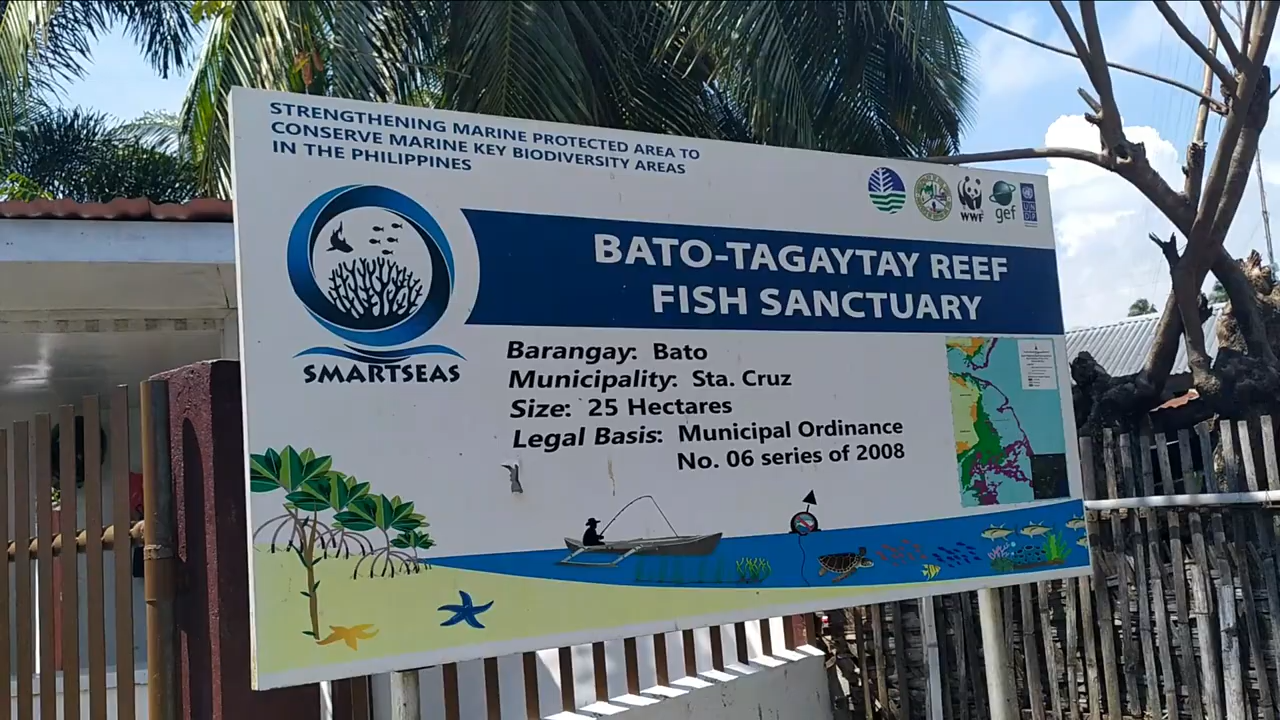 STRENGTHENING MARINE PROTECTED AREA TO
CONSERVE MARINE KEY BIODIVERSITY AREAS
IN THE PHILIPPINES
WWF
gef
UN
DP
BATO-TAGAYTAY REEF
FISH SANCTUARY
SMARTSEAS
Barangay: Bato
Municipality: Sta. Cruz
Size: 25 Hectares
Legal Basis: Municipal Ordinance
No. 06 series of 2008